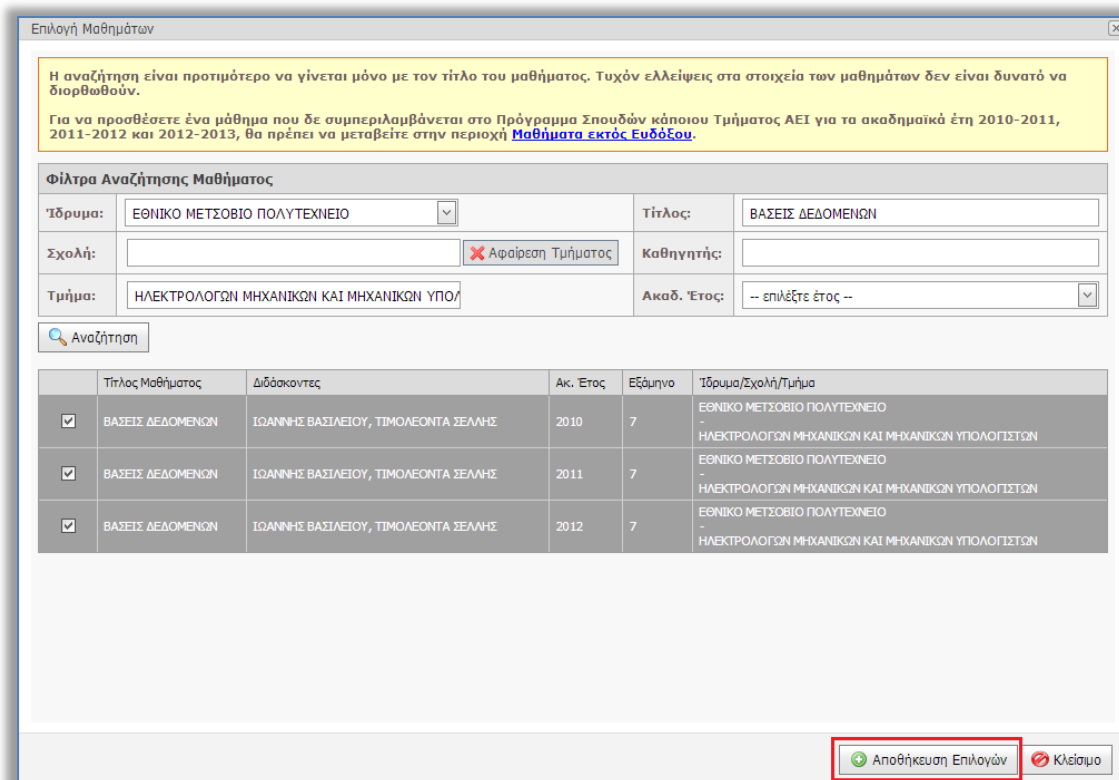 Επιλογή Μαθημάτων
Η αναζήτηση είναι προτιμότερο να γίνεται μόνο με τον τίτλο του μαθήματος. Τυχόν ελλείψεις στα στοιχεία των μαθημάτων δεν είναι δυνατό να
διορθωθούν.
Για να προσθέσετε ένα μάθημα που δε συμπεριλαμβάνεται στο Πρόγραμμα Σπουδών κάποιου Τμήματος ΑΕΙ για τα ακαδημαϊκά έτη 2010-2011,
2011-2012 και 2012-2013, θα πρέπει να μεταβείτε στην περιοχή Μαθήματα εκτός Ευδόξου.
Φίλτρα Αναζήτησης Μαθήματος
Ίδρυμα: ΕΘΝΙΚΟ ΜΕΤΣΟΒΙΟ ΠΟΛΥΤΕΧΝΕΙΟ Τίτλος: ΒΑΣΕΙΣ ΔΕΔΟΜΕΝΩΝ
Σχολή: Αφαίρεση Τμήματος Καθηγητής:
Τμήμα: ΗΛΕΚΤΡΟΛΟΓΩΝ ΜΗΧΑΝΙΚΩΝ ΚΑΙ ΜΗΧΑΝΙΚΩΝ ΥΠΟΛ Ακαδ. Έτος: -- επιλέξτε έτος --
Αναζήτηση
Τίτλος Μαθήματος Διδάσκοντες Ακ. Έτος Εξάμηνο Ίδρυμα/Σχολή/Τμήμα
ΕΘΝΙΚΟ ΜΕΤΣΟΒΙΟ ΠΟΛΥΤΕΧΝΕΙΟ
ΒΑΣΕΙΣ ΔΕΔΟΜΕΝΩΝ ΙΩΑΝΝΗΣ ΒΑΣΙΛΕΙΟΥ, ΤΙΜΟΛΕΟΝΤΑ ΣΕΛΛΗΣ 2010 7 -
ΗΛΕΚΤΡΟΛΟΓΩΝ ΜΗΧΑΝΙΚΩΝ ΚΑΙ ΜΗΧΑΝΙΚΩΝ ΥΠΟΛΟΓΙΣΤΩΝ
ΕΘΝΙΚΟ ΜΕΤΣΟΒΙΟ ΠΟΛΥΤΕΧΝΕΙΟ
ΒΑΣΕΙΣ ΔΕΔΟΜΕΝΩΝ ΙΩΑΝΝΗΣ ΒΑΣΙΛΕΙΟΥ, ΤΙΜΟΛΕΟΝΤΑ ΣΕΛΛΗΣ 2011 7 -
ΗΛΕΚΤΡΟΛΟΓΩΝ ΜΗΧΑΝΙΚΩΝ ΚΑΙ ΜΗΧΑΝΙΚΩΝ ΥΠΟΛΟΓΙΣΤΩΝ
ΕΘΝΙΚΟ ΜΕΤΣΟΒΙΟ ΠΟΛΥΤΕΧΝΕΙΟ
ΒΑΣΕΙΣ ΔΕΔΟΜΕΝΩΝ ΙΩΑΝΝΗΣ ΒΑΣΙΛΕΙΟΥ, ΤΙΜΟΛΕΟΝΤΑ ΣΕΛΛΗΣ 2012 7 -
ΗΛΕΚΤΡΟΛΟΓΩΝ ΜΗΧΑΝΙΚΩΝ ΚΑΙ ΜΗΧΑΝΙΚΩΝ ΥΠΟΛΟΓΙΣΤΩΝ
Αποθήκευση Επιλογών Κλείσιμο